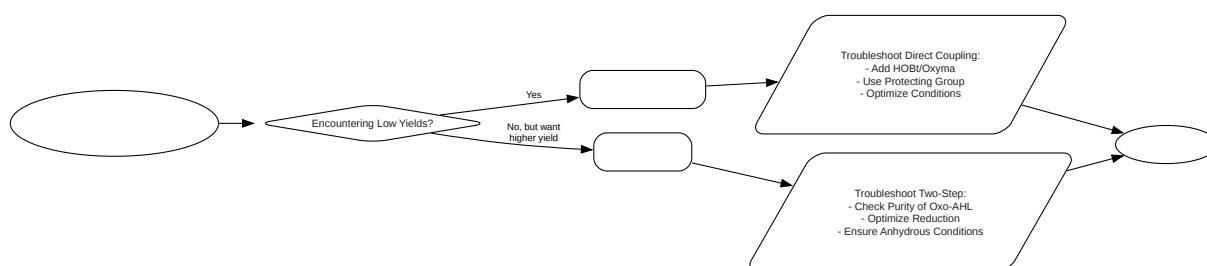 Encountering Low Yields?
Yes
No, but want
higher yield
Troubleshoot Direct Coupling:
- Add HOBt/Oxyma
- Use Protecting Group
- Optimize Conditions
Troubleshoot Two-Step:
- Check Purity of Oxo-AHL
- Optimize Reduction
- Ensure Anhydrous Conditions